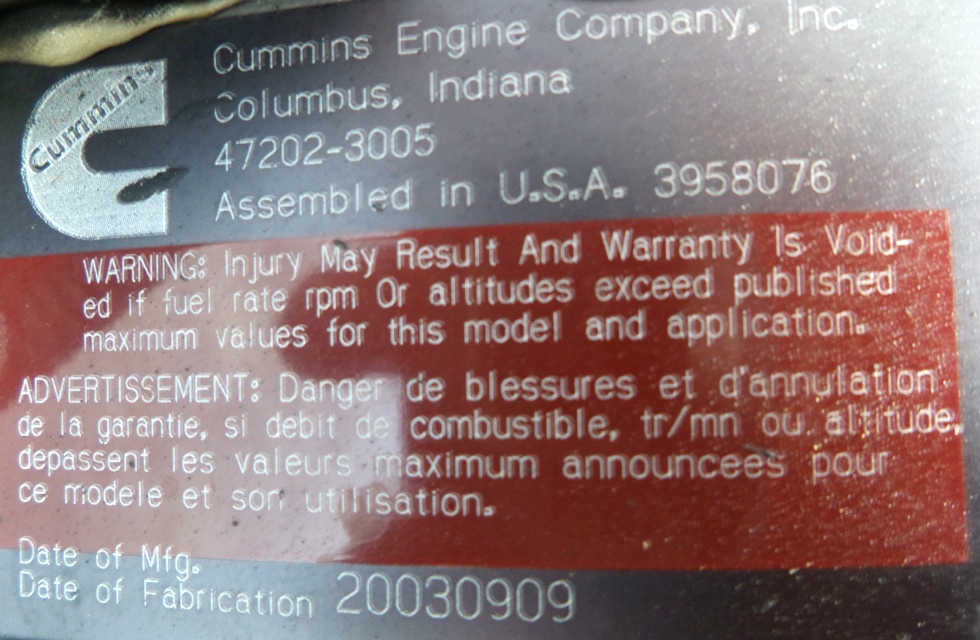 Cummins
Cummins Engine Company, Inc.
Columbus, Indiana
47202-3005
Assembled in U.S.A. 3958076
WARNING: Injury May Result And Warranty Is Void-
ed if fuel rate rpm Or altitudes exceed published
maximum values for this model and application.
ADVERTISSEMENT: Danger de blessures et d'annulation
de la garantie, si debit de combustible, tr/mn ou altitude,
depassent les valeurs maximum announcees pour
ce modele et son utilisation.
Date of Mfg.
Date of Fabrication 20030909